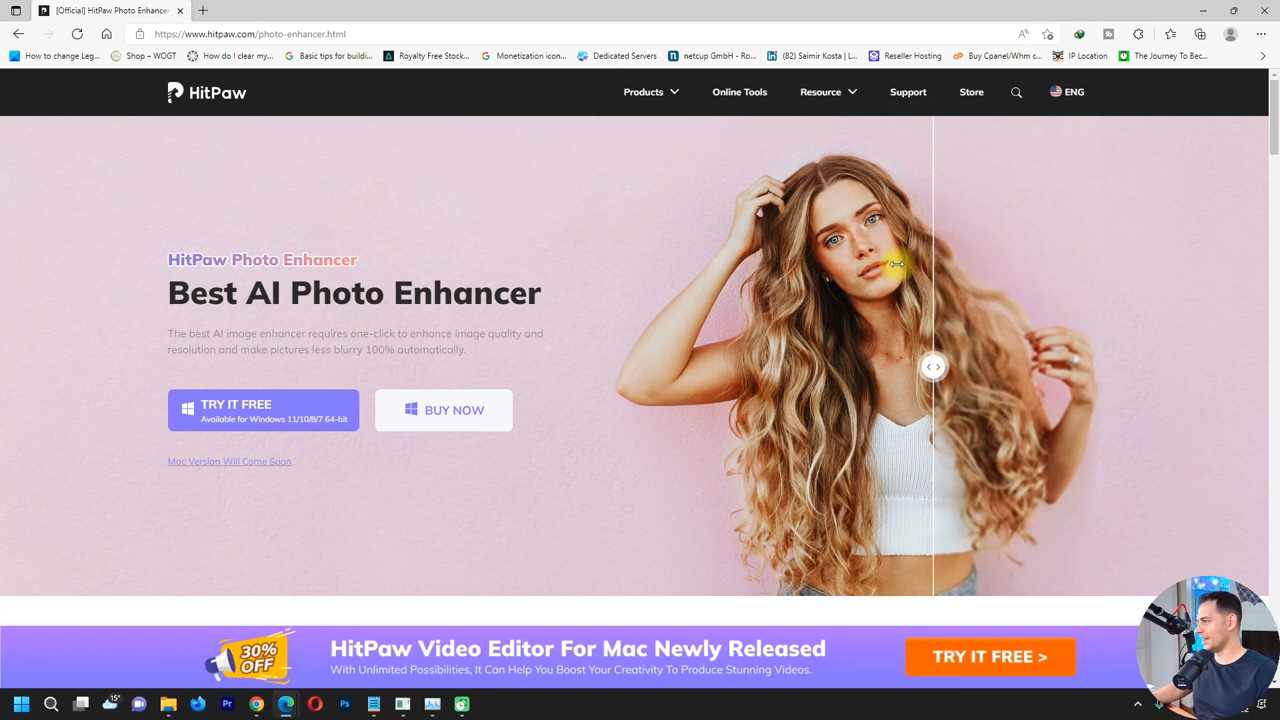 [Official] HitPaw Photo Enhancer
https://www.hitpaw.com/photo-enhancer.html
How to change Leg...
Shop – WOGT
How do I clear my...
Basic tips for buildi...
Royalty Free Stock...
Monetization icon...
Dedicated Servers
netcup GmbH - Ro...
(82) Saimir Kosta | L...
Reseller Hosting
Buy Cpanel/Whm c...
IP Location
The Journey To Bec...
HitPaw
Products
Online Tools
Resource
Support
Store
ENG
HitPaw Photo Enhancer
Best AI Photo Enhancer
The best AI image enhancer requires one-click to enhance image quality and
resolution and make pictures less blurry 100% automatically.
TRY IT FREE
Available for Windows 11/10/8/7 64-bit
BUY NOW
Mac Version Will Come Soon
30%
OFF
HitPaw Video Editor For Mac Newly Released
With Unlimited Possibilities, It Can Help You Boost Your Creativity To Produce Stunning Videos.
TRY IT FREE >
15°
Pr
Ps